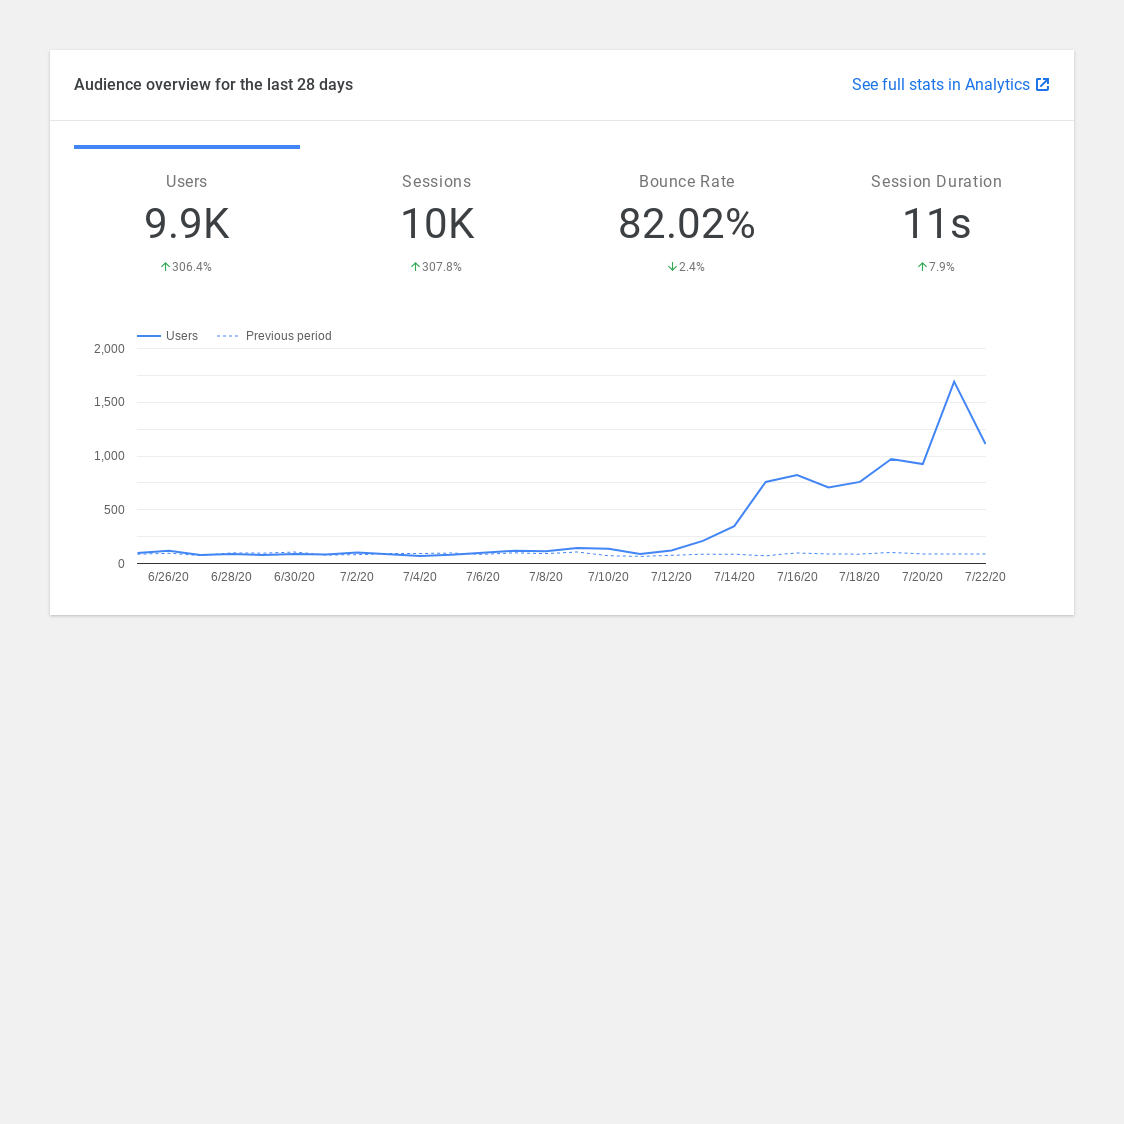 Audience overview for the last 28 days
See full stats in Analytics
Users
Sessions
Bounce Rate
Session Duration
9.9K
10K
82.02%
11s
306.4%
307.8%
2.4%
7.9%
Users
Previous period
2,000
1,500
1,000
500
0
6/26/20
6/28/20
6/30/20
7/2/20
7/4/20
7/6/20
7/8/20
7/10/20
7/12/20
7/14/20
7/16/20
7/18/20
7/20/20
7/22/20